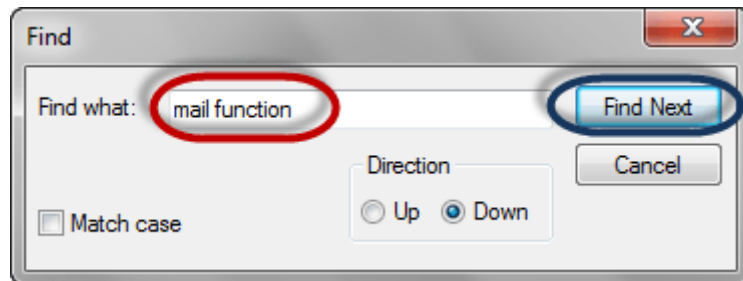 Find
Find what: mail function Find Next
Direction Cancel
Match case Up Down